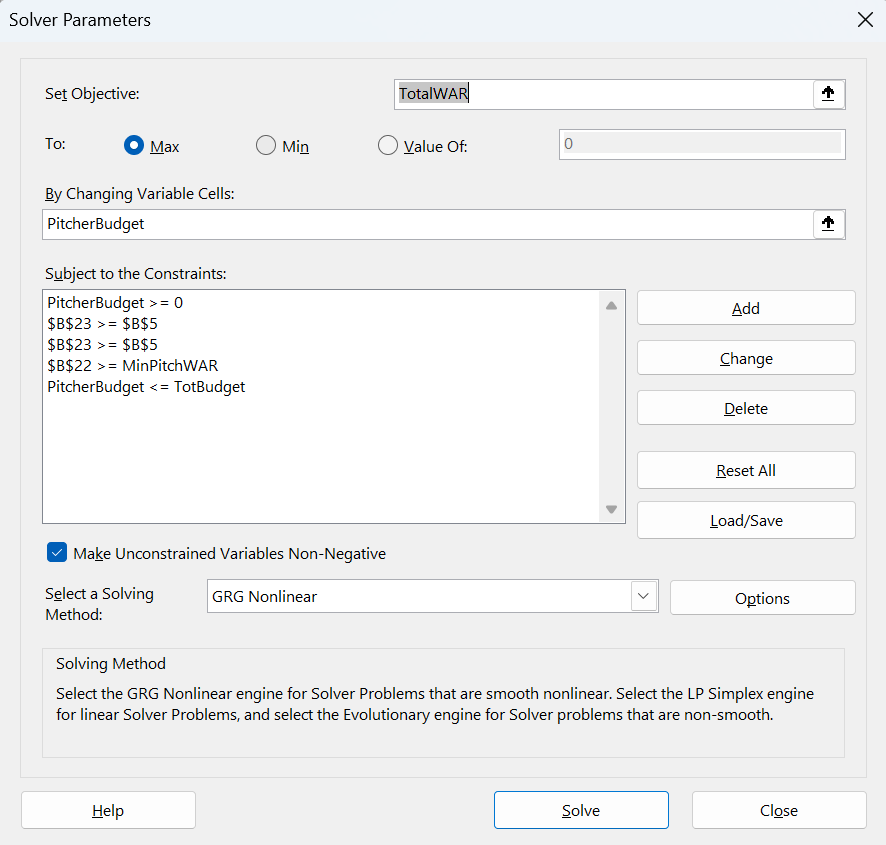 Solver Parameters
Set Objective:
TotalWAR
To:
Max
Min
Value Of:
0
By Changing Variable Cells:
PitcherBudget
Subject to the Constraints:
PitcherBudget >= 0
$B$23 >= $B$5
$B$23 >= $B$5
$B$22 >= MinPitchWAR
PitcherBudget <= TotBudget
Add
Change
Delete
Reset All
Load/Save
Make Unconstrained Variables Non-Negative
Select a Solving
Method:
GRG Nonlinear
Options
Solving Method
Select the GRG Nonlinear engine for Solver Problems that are smooth nonlinear. Select the LP Simplex engine
for linear Solver Problems, and select the Evolutionary engine for Solver problems that are non-smooth.
Help
Solve
Close